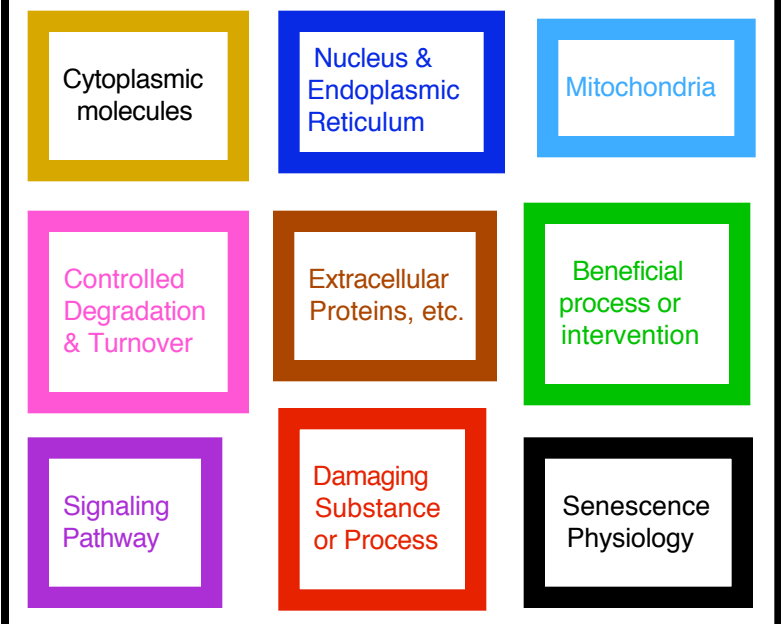 Cytoplasmic
molecules
Nucleus &
Endoplasmic
Reticulum
Mitochondria
Controlled
Degradation
& Turnover
Extracellular
Proteins, etc.
Beneficial
process or
intervention
Signaling
Pathway
Damaging
Substance
or Process
Senescence
Physiology